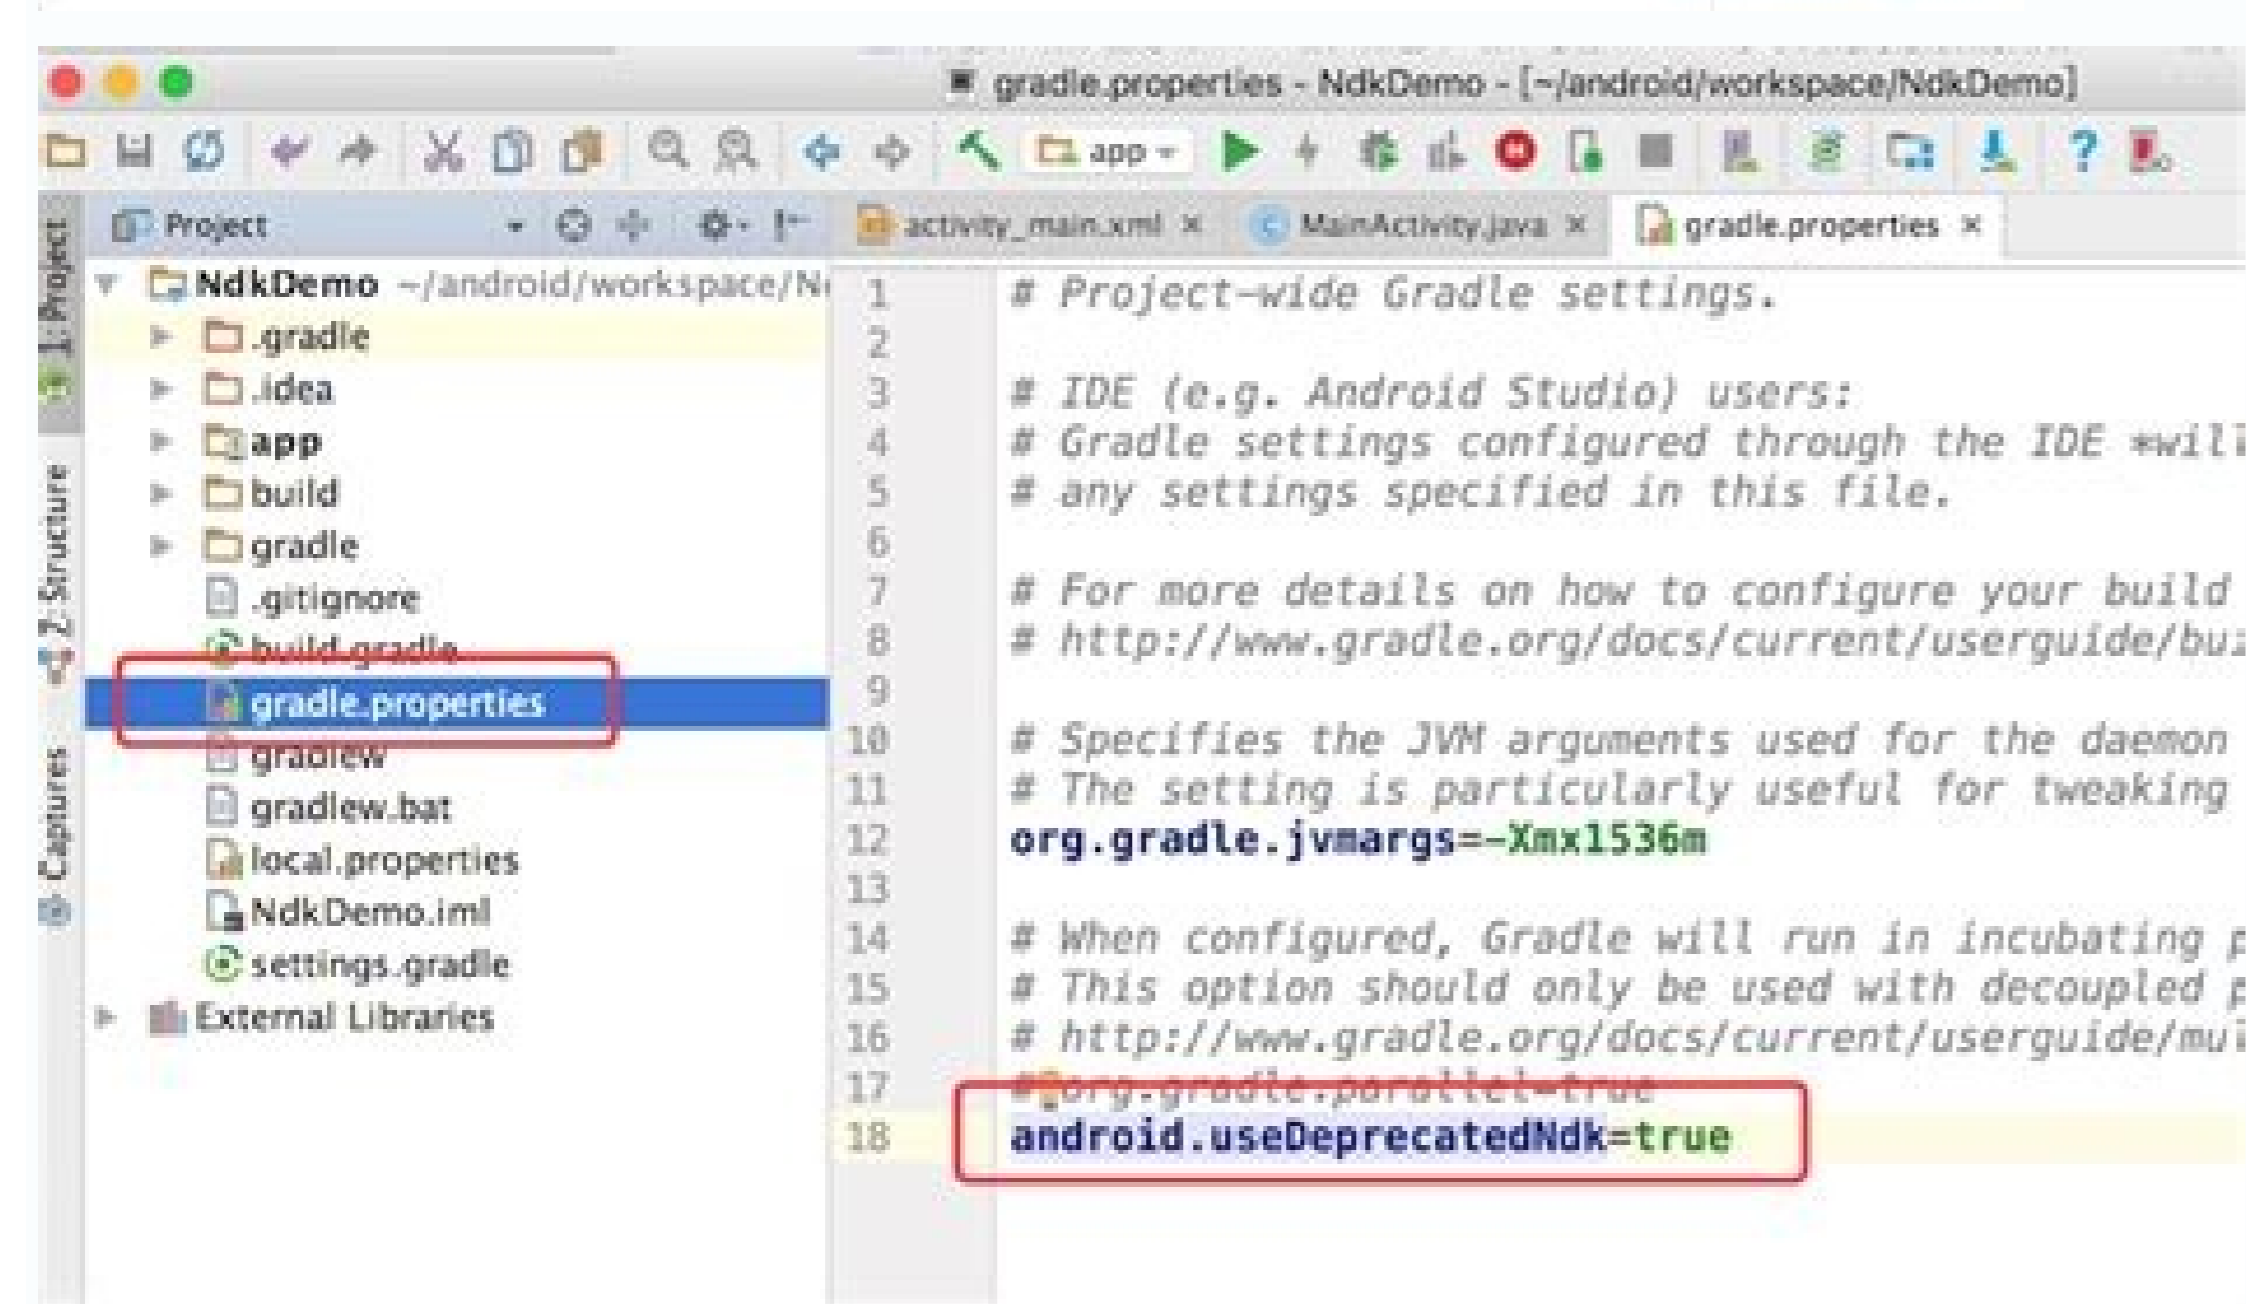 gradle.properties - NdkDemo - [~/android/workspace/NdkDemo]
app
Project
activity_main.xml
MainActivity.java
gradle.properties
1: Project
2: Structure
Captures
NdkDemo ~/android/workspace/N
.gradle
.idea
app
build
gradle
.gitignore
build.gradle
gradle.properties
gradlew
gradlew.bat
local.properties
NdkDemo.iml
settings.gradle
External Libraries
1 # Project-wide Gradle settings.
2
3 # IDE (e.g. Android Studio) users:
4 # Gradle settings configured through the IDE *will
5 # any settings specified in this file.
6
7 # For more details on how to configure your build
8 # http://www.gradle.org/docs/current/userguide/bui
9
10 # Specifies the JVM arguments used for the daemon
11 # The setting is particularly useful for tweaking
12 org.gradle.jvmargs=-Xmx1536m
13
14 # When configured, Gradle will run in incubating p
15 # This option should only be used with decoupled p
16 # http://www.gradle.org/docs/current/userguide/mul
17 # org.gradle.parallel=true
18 android.useDeprecatedNdk=true